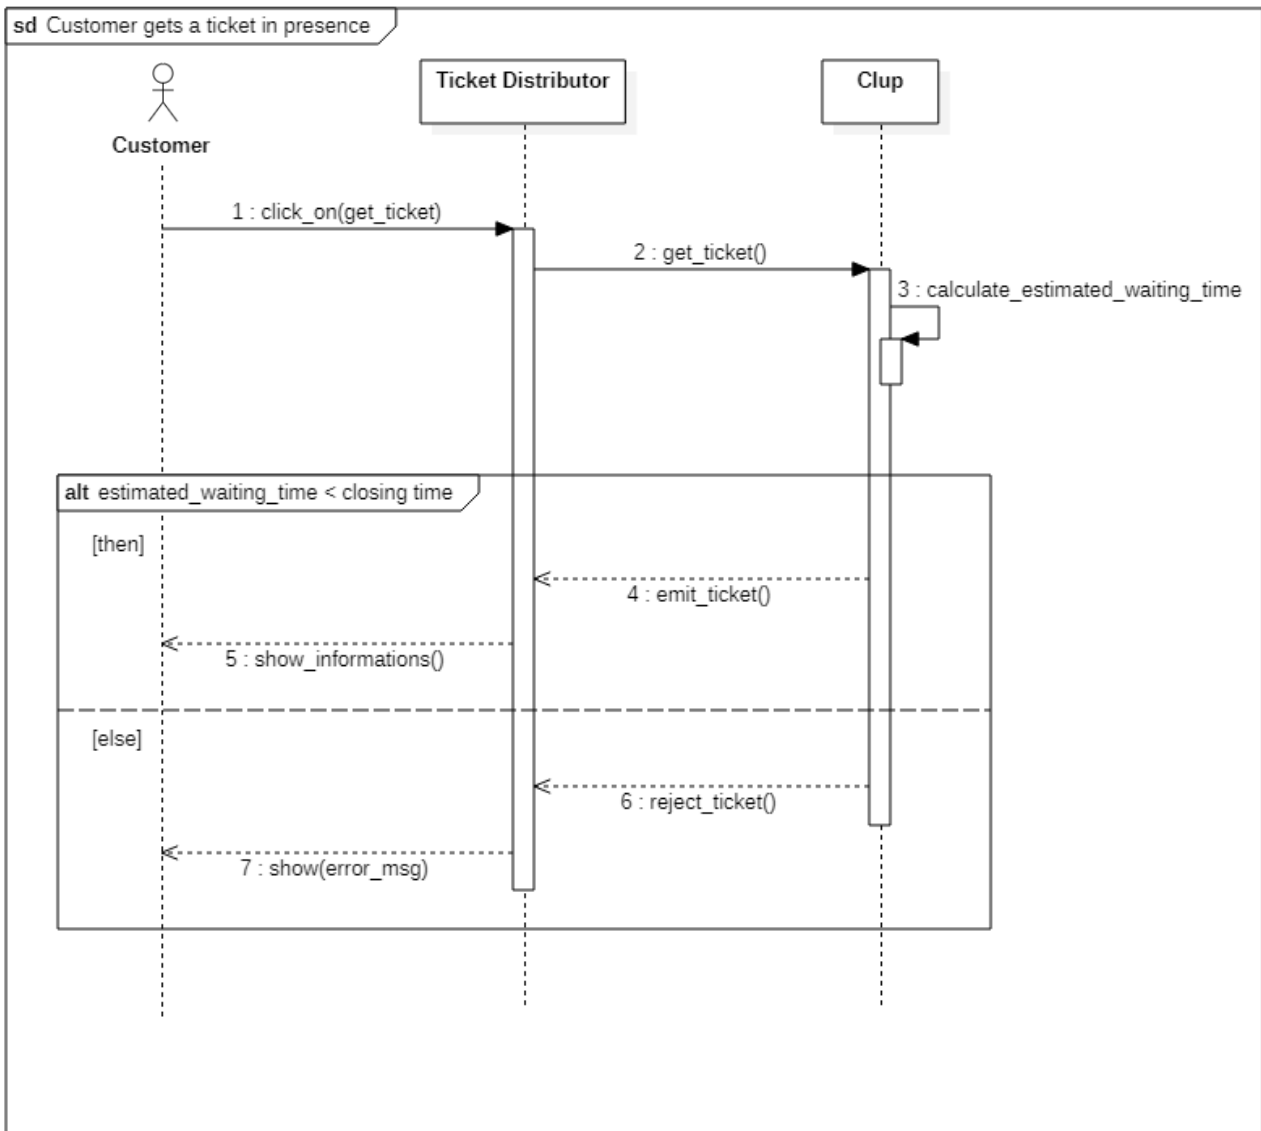 sd Customer gets a ticket in presence
Ticket Distributor
Clup
Customer
1 : click_on(get_ticket)
2 : get_ticket()
3 : calculate_estimated_waiting_time
alt estimated_waiting_time < closing time
[then]
4 : emit_ticket()
5 : show_informations()
[else]
6 : reject_ticket()
7 : show(error_msg)